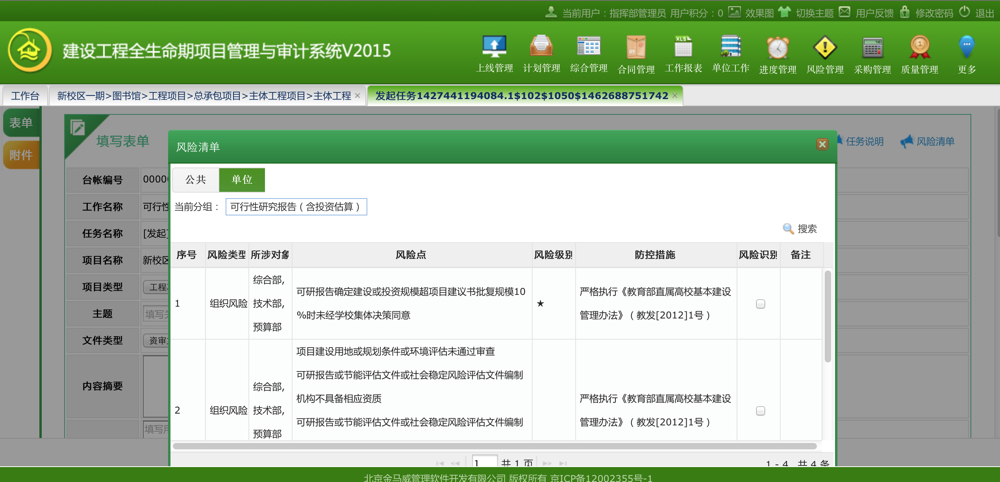 当前用户：指挥部管理员 用户积分：0 效果图 切换主题 用户反馈 修改密码 退出
建设工程全生命期项目管理与审计系统V2015
上线管理 计划管理 综合管理 合同管理 工作报表 单位工作 进度管理 风险管理 采购管理 质量管理 更多
工作台 新校区一期>图书馆>工程项目>总承包项目>主体工程项目>主体工程 发起任务1427441194084.1$102$1050$1462688751742
表单
附件
填写表单
任务说明 风险清单
台帐编号 0000
工作名称 可行性
任务名称 [发起]
项目名称 新校区
项目类型 工程
主题 填写
文件类型 资审
内容摘要
填写
风险清单
公共 单位
当前分组： 可行性研究报告（含投资估算）
搜索
序号 风险类型 所涉对象 风险点 风险级别 防控措施 风险识别 备注
1 组织风险
综合部,
技术部,
预算部
可研报告确定建设或投资规模超项目建议书批复规模10
%时未经学校集体决策同意
★
严格执行《教育部直属高校基本建设
管理办法》（教发[2012]1号）
2 组织风险
综合部,
技术部,
预算部
项目建设用地或规划条件或环境评估未通过审查
可研报告或节能评估文件或社会稳定风险评估文件编制
机构不具备相应资质
可研报告或节能评估文件或社会稳定风险评估文件编制
严格执行《教育部直属高校基本建设
管理办法》（教发[2012]1号）
1 共 1 页
1 - 4 共 4 条
北京金马威管理软件开发有限公司 版权所有 京ICP备12002355号-1